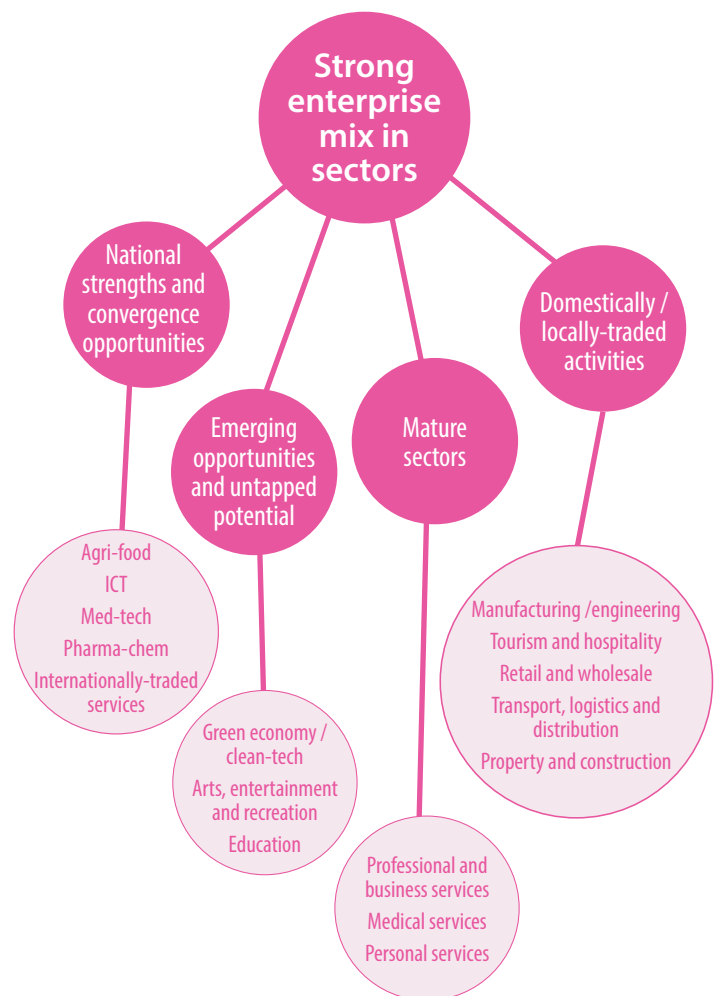 Strong
enterprise
mix in
sectors
National
strengths and
convergence
opportunities
Emerging
opportunities
and untapped
potential
Mature
sectors
Domestically /
locally-traded
activities
Agri-food
ICT
Med-tech
Pharma-chem
Internationally-traded
services
Green economy /
clean-tech
Arts, entertainment
and recreation
Education
Professional and
business services
Medical services
Personal services
Manufacturing /engineering
Tourism and hospitality
Retail and wholesale
Transport, logistics and
distribution
Property and construction